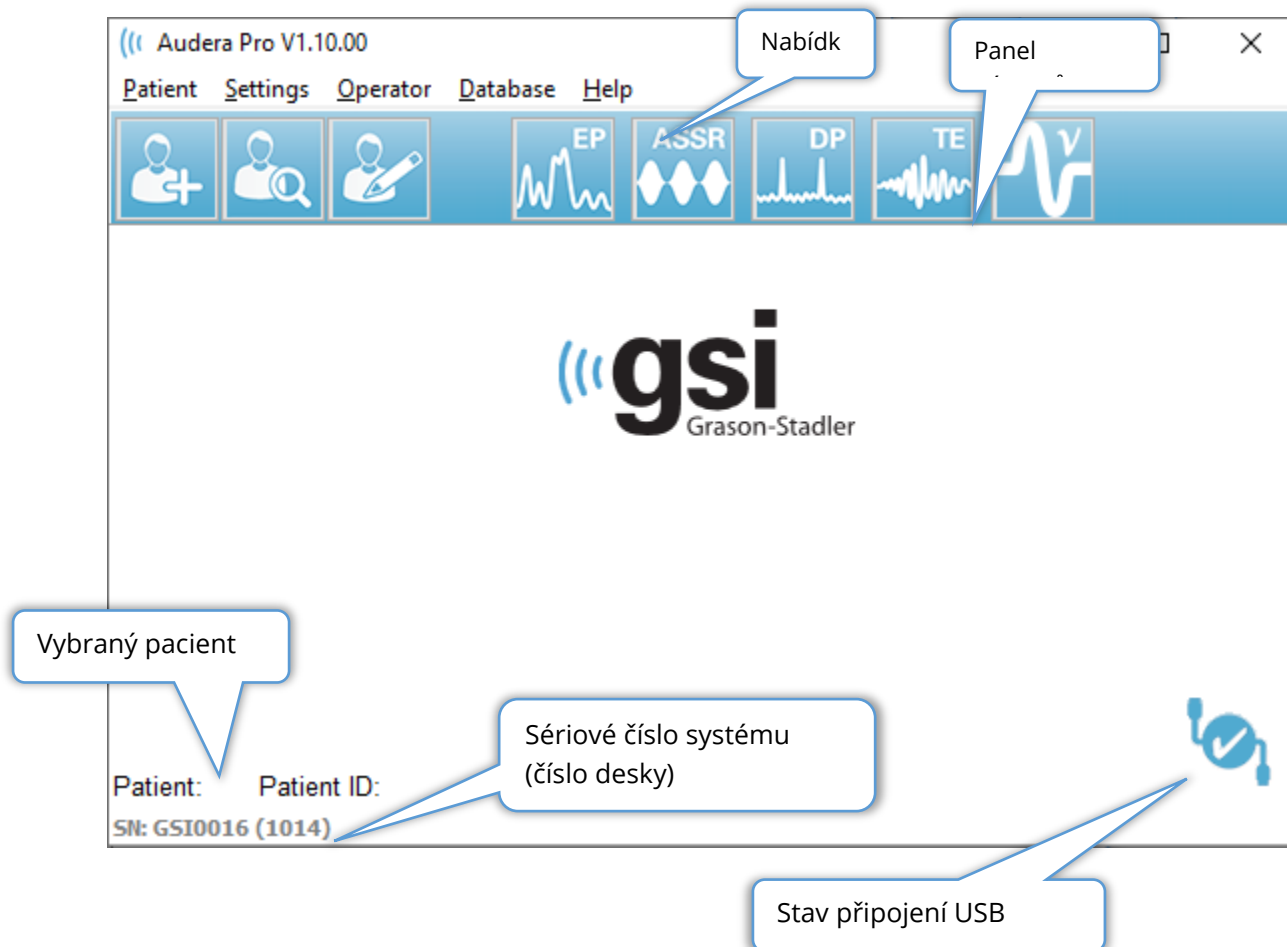 Audera Pro V1.10.00
Nabídk
Panel
Patient Settings Operator Database Help
EP ASSR DP TE V
gsi
Grason-Stadler
Vybraný pacient
Sériové číslo systému
(číslo desky)
Patient: Patient ID:
SN: GSI0016 (1014)
Stav připojení USB